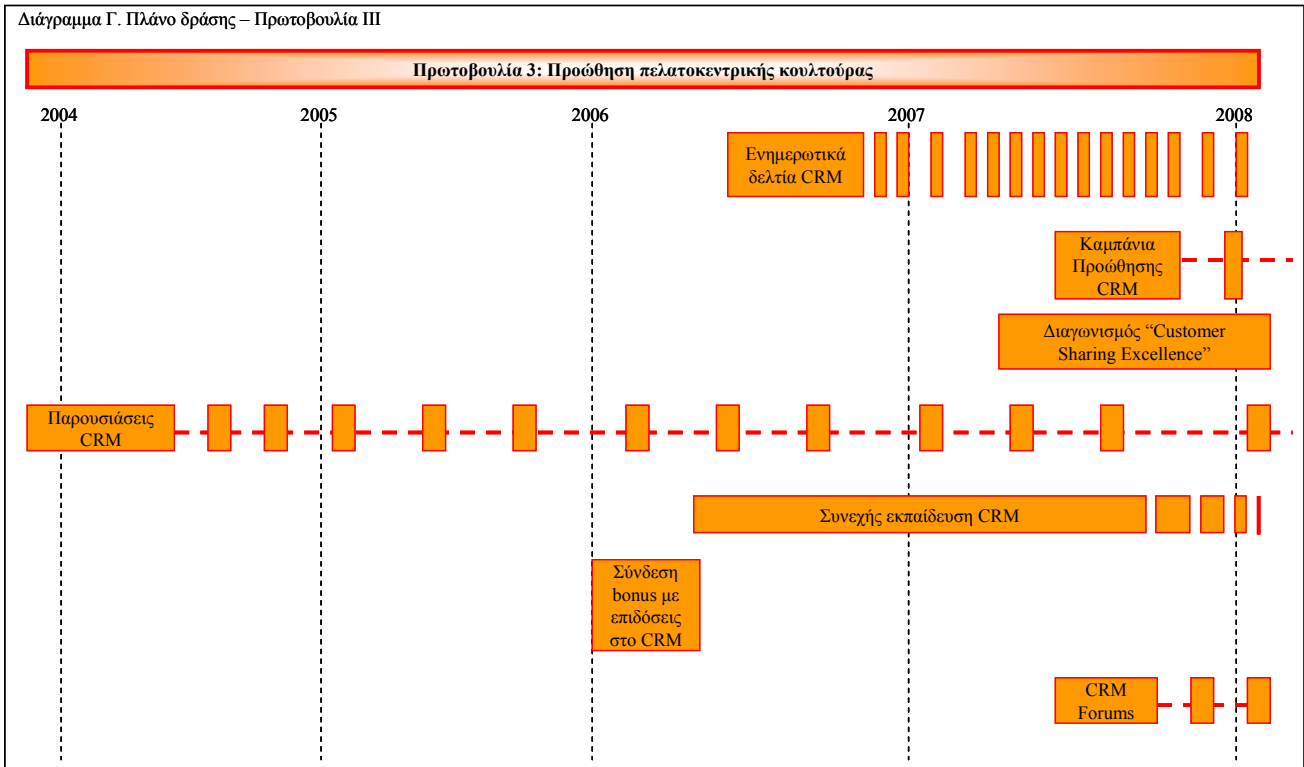 Διάγραμμα Γ. Πλάνο δράσης – Πρωτοβουλία ΙΙΙ
Πρωτοβουλία 3: Προώθηση πελατοκεντρικής κουλτούρας
2004 2005 2006 2007 2008
Ενημερωτικά
δελτία CRM
Καμπάνια
Προώθησης
CRM
Διαγωνισμός “Customer
Sharing Excellence”
Παρουσιάσεις
CRM
Συνεχής εκπαίδευση CRM
Σύνδεση
bonus με
επιδόσεις
στο CRM
CRM
Forums